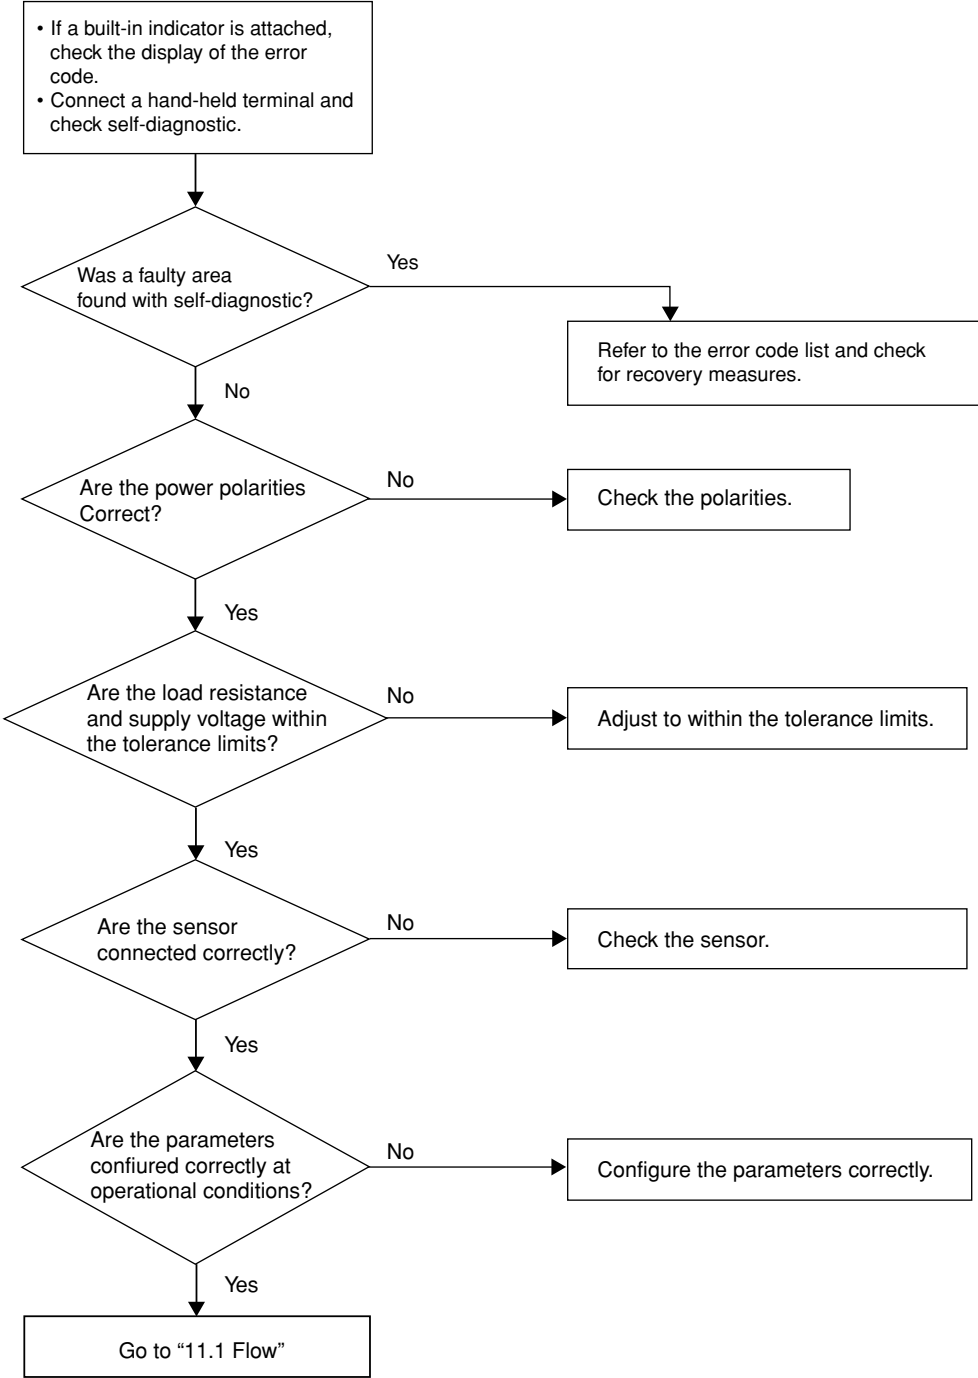 • If a built-in indicator is attached,
check the display of the error
code.
• Connect a hand-held terminal and
check self-diagnostic.
Was a faulty area
found with self-diagnostic?
Yes
Refer to the error code list and check
for recovery measures.
No
Are the power polarities
Correct?
No
Check the polarities.
Yes
Are the load resistance
and supply voltage within
the tolerance limits?
No
Adjust to within the tolerance limits.
Yes
Are the sensor
connected correctly?
No
Check the sensor.
Yes
Are the parameters
confiured correctly at
operational conditions?
No
Configure the parameters correctly.
Yes
Go to “11.1 Flow”